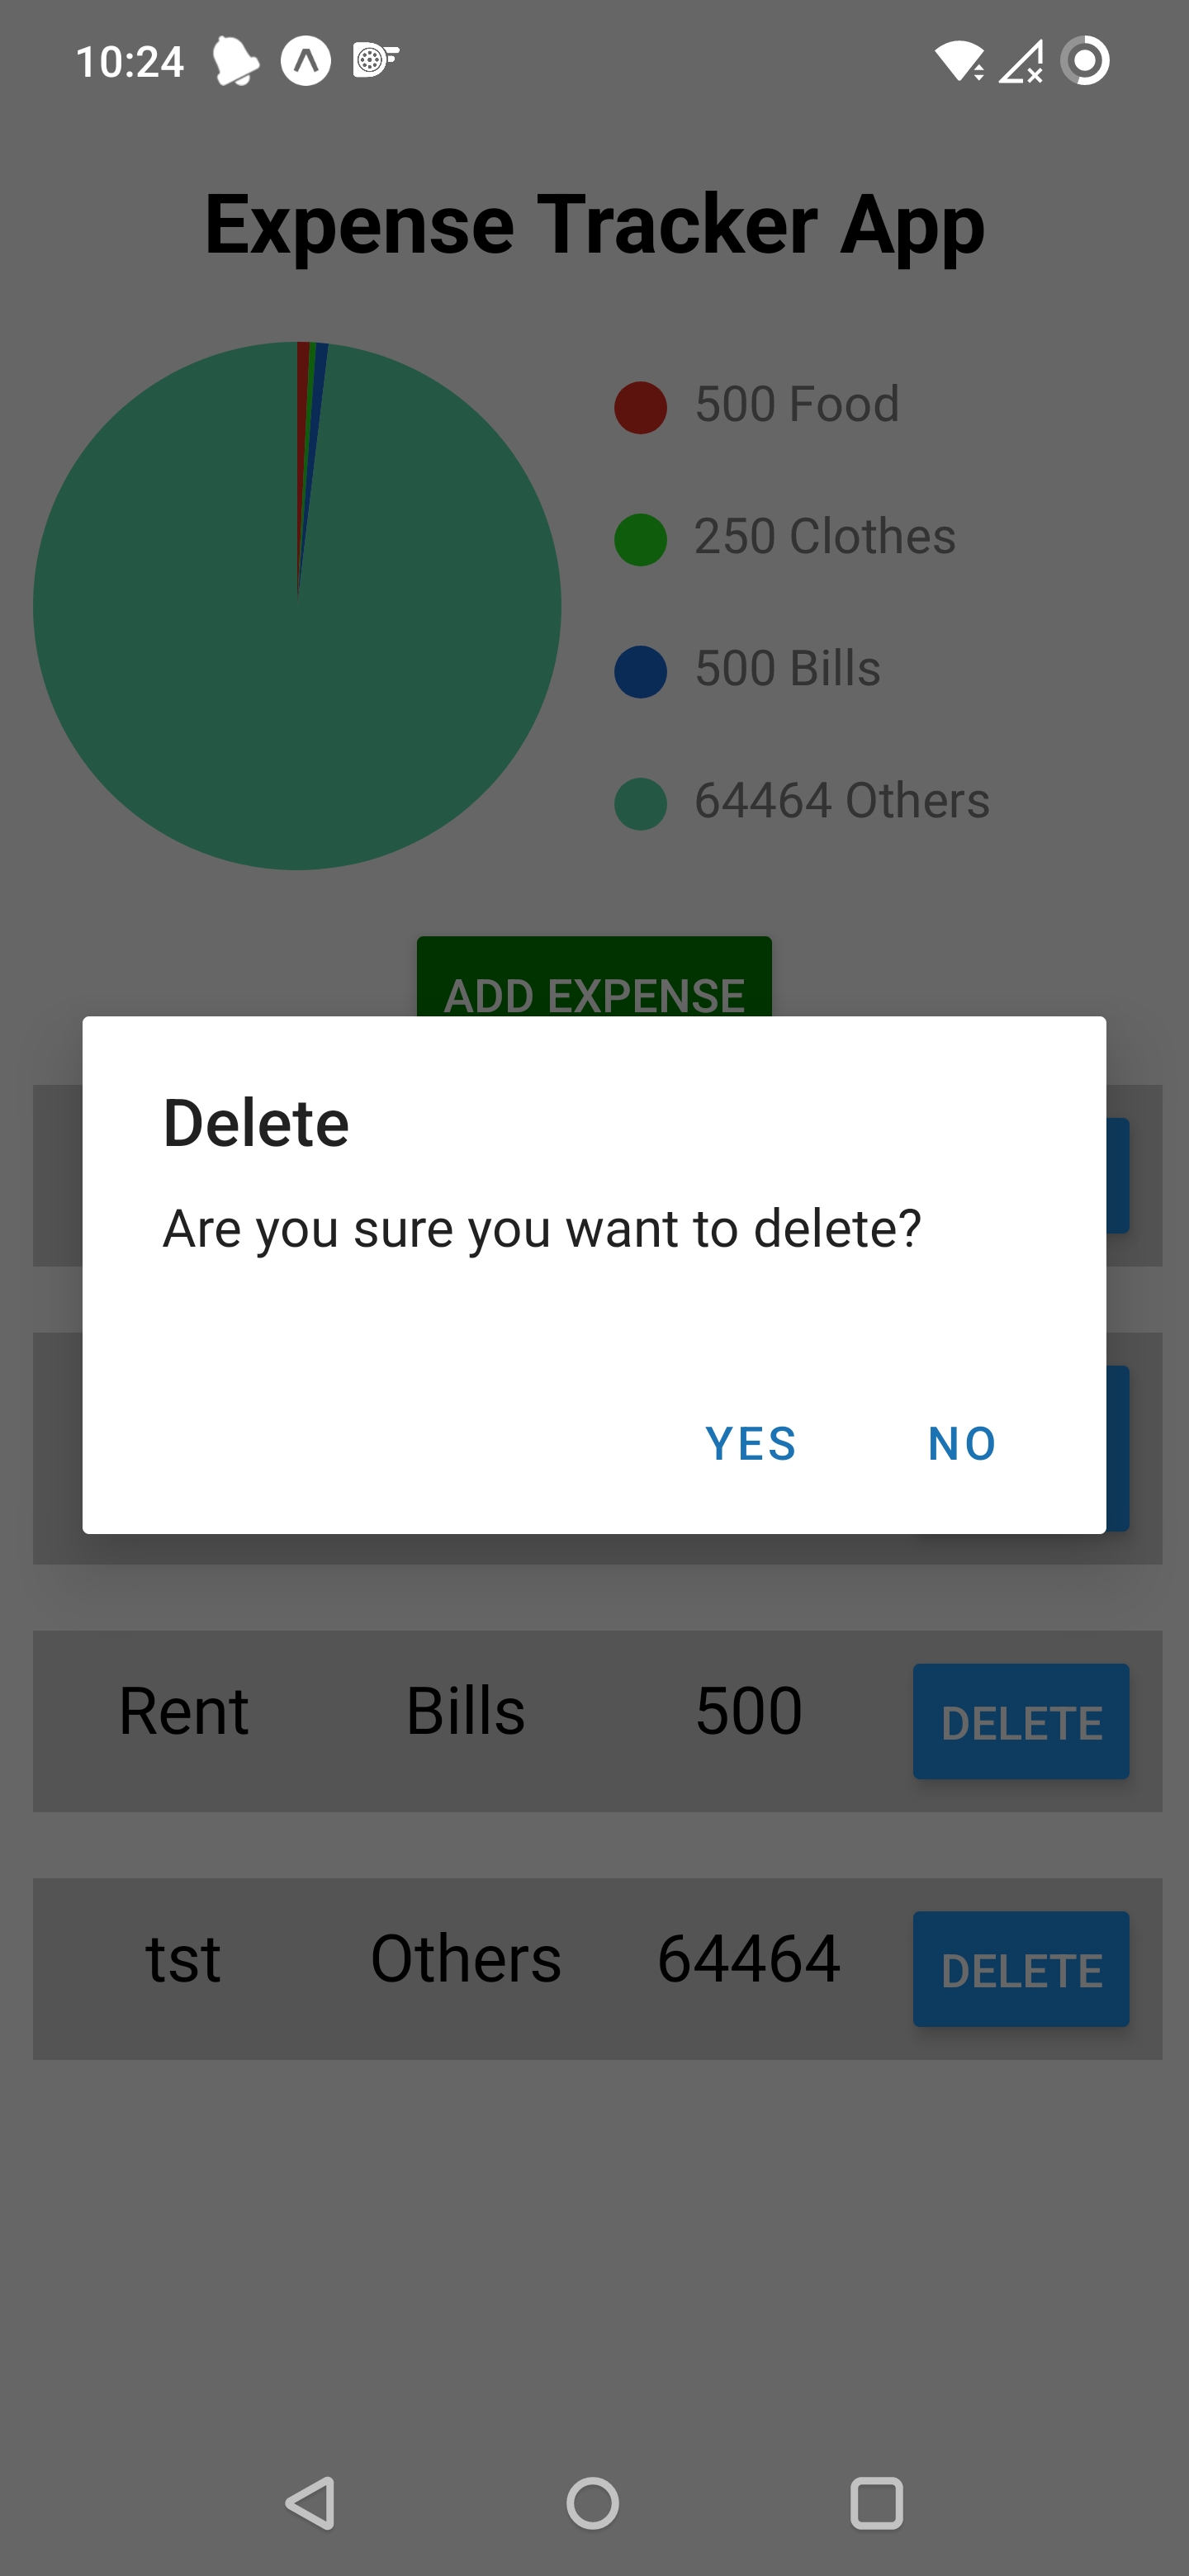 10:24
Expense Tracker App
500 Food
250 Clothes
500 Bills
64464 Others
ADD EXPENSE
Delete
Are you sure you want to delete?
YES NO
Rent Bills 500 DELETE
tst Others 64464 DELETE